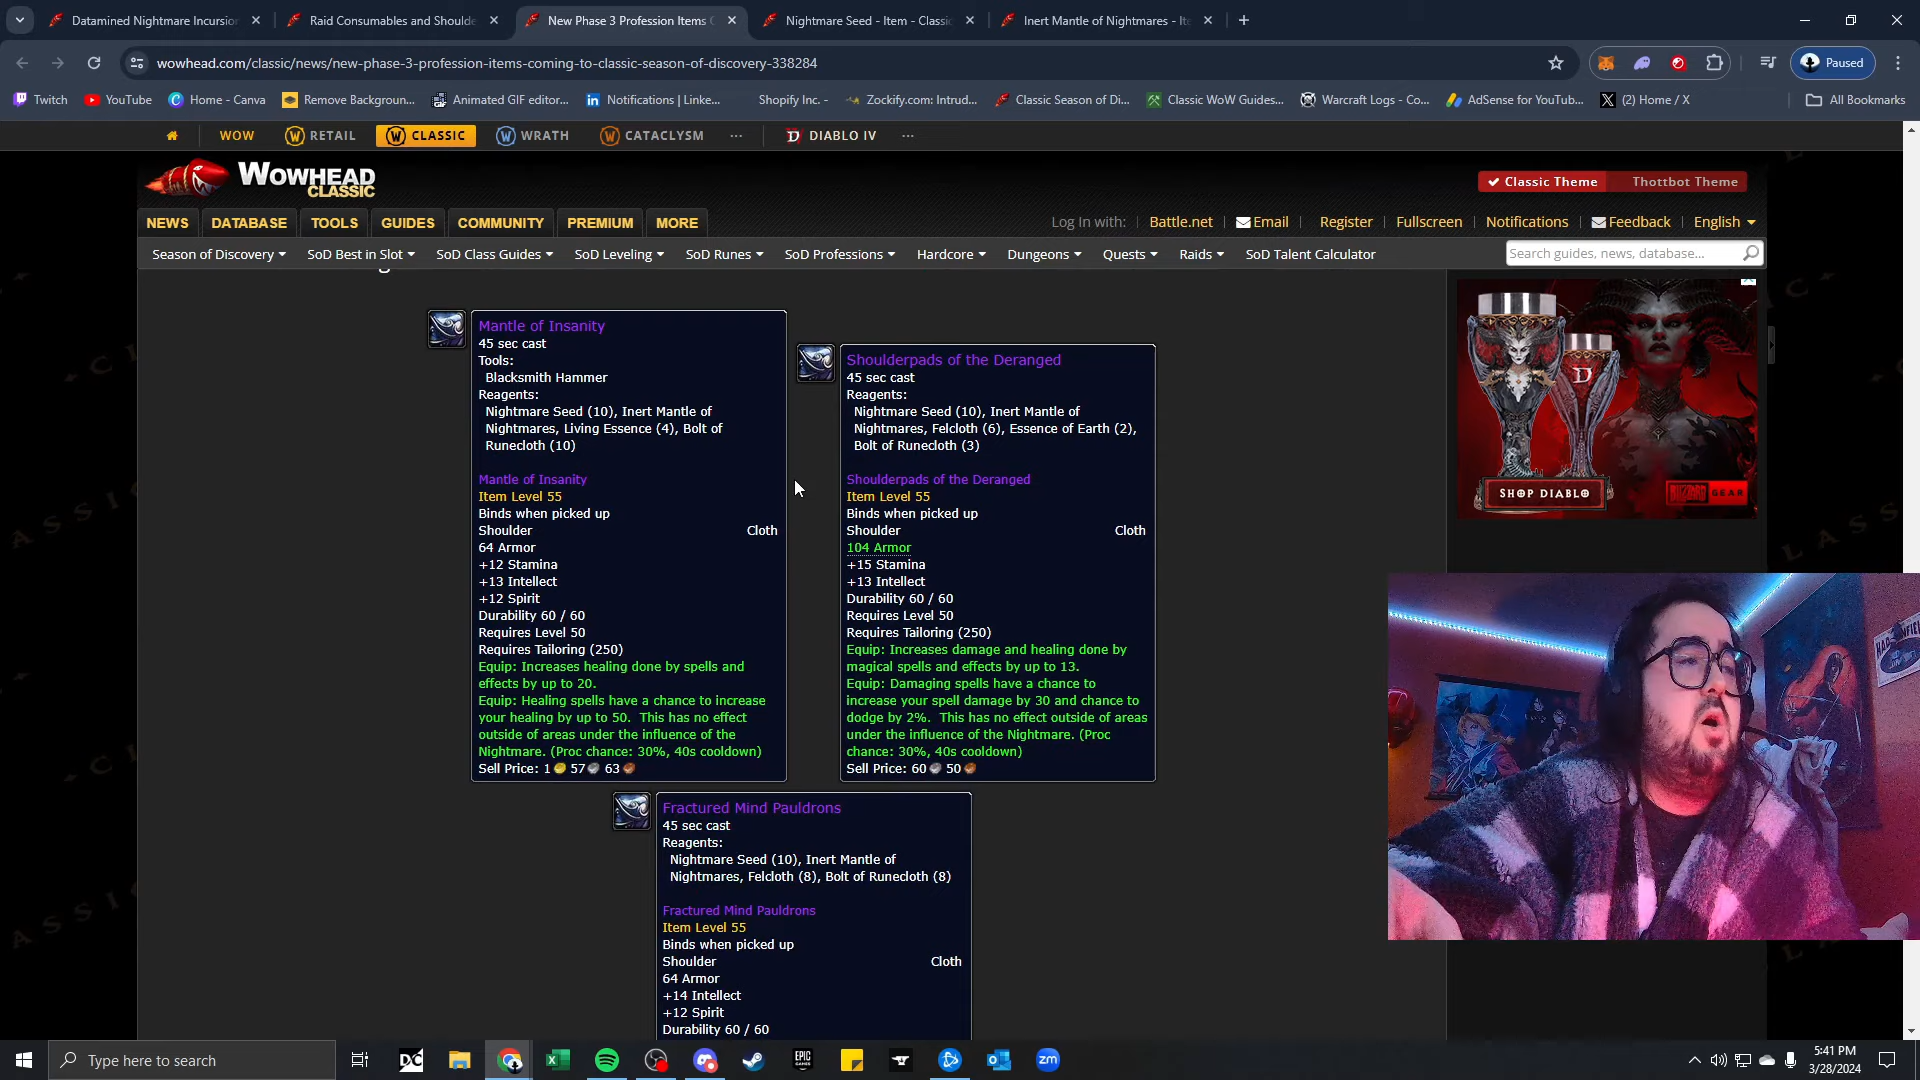 Datamined Nightmare Incursion
Raid Consumables and Shoulde
New Phase 3 Profession Items C
Nightmare Seed - Item - Classic
Inert Mantle of Nightmares - Ite
wowhead.com/classic/news/new-phase-3-profession-items-coming-to-classic-season-of-discovery-338284
Paused
Twitch
YouTube
Home - Canva
Remove Backgroun...
Animated GIF editor...
Notifications | Linke...
Shopify Inc. -
Zockify.com: Intrud...
Classic Season of Di...
Classic WoW Guides...
Warcraft Logs - Co...
AdSense for YouTub...
(2) Home / X
All Bookmarks
WOW
RETAIL
CLASSIC
WRATH
CATACLYSM
DIABLO IV
WOWHEAD
CLASSIC
Classic Theme
Thottbot Theme
NEWS
DATABASE
TOOLS
GUIDES
COMMUNITY
PREMIUM
MORE
Log In with:
Battle.net
Email
Register
Fullscreen
Notifications
Feedback
English
Season of Discovery
SoD Best in Slot
SoD Class Guides
SoD Leveling
SoD Runes
SoD Professions
Hardcore
Dungeons
Quests
Raids
SoD Talent Calculator
Search guides, news, database...
Mantle of Insanity
45 sec cast
Tools:
Blacksmith Hammer
Reagents:
Nightmare Seed (10), Inert Mantle of
Nightmares, Living Essence (4), Bolt of
Runecloth (10)
Mantle of Insanity
Item Level 55
Binds when picked up
Shoulder Cloth
64 Armor
+12 Stamina
+13 Intellect
+12 Spirit
Durability 60 / 60
Requires Level 50
Requires Tailoring (250)
Equip: Increases healing done by spells and
effects by up to 20.
Equip: Healing spells have a chance to increase
your healing by up to 50. This has no effect
outside of areas under the influence of the
Nightmare. (Proc chance: 30%, 40s cooldown)
Sell Price: 1 57 63
Shoulderpads of the Deranged
45 sec cast
Reagents:
Nightmare Seed (10), Inert Mantle of
Nightmares, Felcloth (6), Essence of Earth (2),
Bolt of Runecloth (3)
Shoulderpads of the Deranged
Item Level 55
Binds when picked up
Shoulder Cloth
104 Armor
+15 Stamina
+13 Intellect
Durability 60 / 60
Requires Level 50
Requires Tailoring (250)
Equip: Increases damage and healing done by
magical spells and effects by up to 13.
Equip: Damaging spells have a chance to
increase your spell damage by 30 and chance to
dodge by 2%. This has no effect outside of areas
under the influence of the Nightmare. (Proc
chance: 30%, 40s cooldown)
Sell Price: 60 50
Fractured Mind Pauldrons
45 sec cast
Reagents:
Nightmare Seed (10), Inert Mantle of
Nightmares, Felcloth (8), Bolt of Runecloth (8)
Fractured Mind Pauldrons
Item Level 55
Binds when picked up
Shoulder Cloth
64 Armor
+14 Intellect
+12 Spirit
Durability 60 / 60
SHOP DIABLO
BLIZZARD GEAR
Type here to search
DC
EPIC GAMES
zm
5:41 PM
3/28/2024